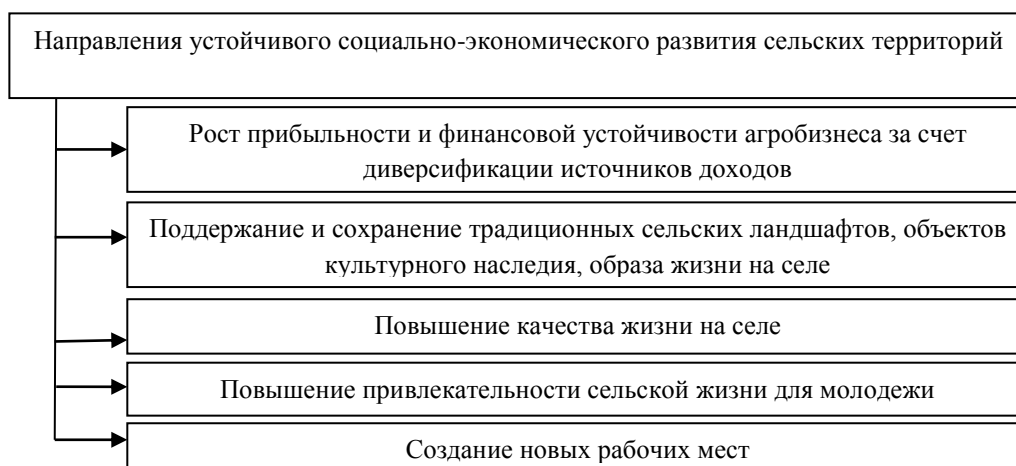 Направления устойчивого социально-экономического развития сельских территорий
Рост прибыльности и финансовой устойчивости агробизнеса за счет
диверсификации источников доходов
Поддержание и сохранение традиционных сельских ландшафтов, объектов
культурного наследия, образа жизни на селе
Повышение качества жизни на селе
Повышение привлекательности сельской жизни для молодежи
Создание новых рабочих мест